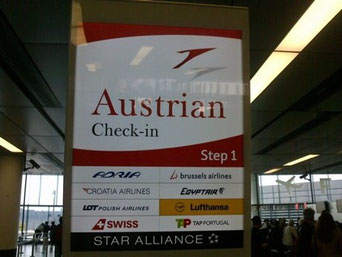 Austrian
Check-in
Step 1
ADRIA
brussels airlines
CROATIA AIRLINES
EGYPTAIR
LOT POLISH AIRLINES
Lufthansa
SWISS
TAP PORTUGAL
STAR ALLIANCE